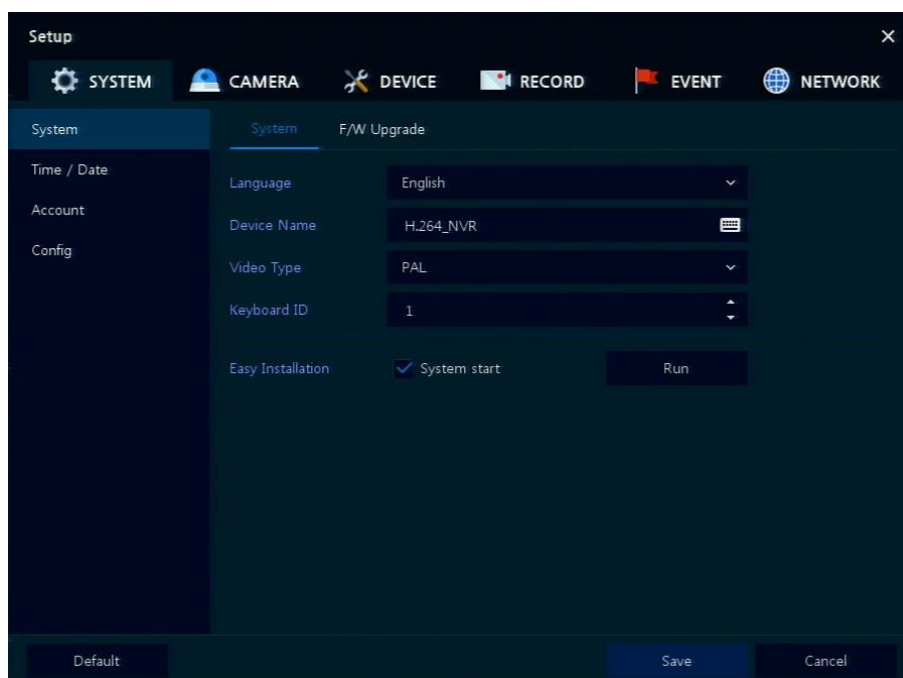 Setup
SYSTEM CAMERA DEVICE RECORD EVENT NETWORK
System
Time / Date
Account
Config
System F/W Upgrade
Language English
Device Name H.264_NVR
Video Type PAL
Keyboard ID 1
Easy Installation System start Run
Default Save Cancel